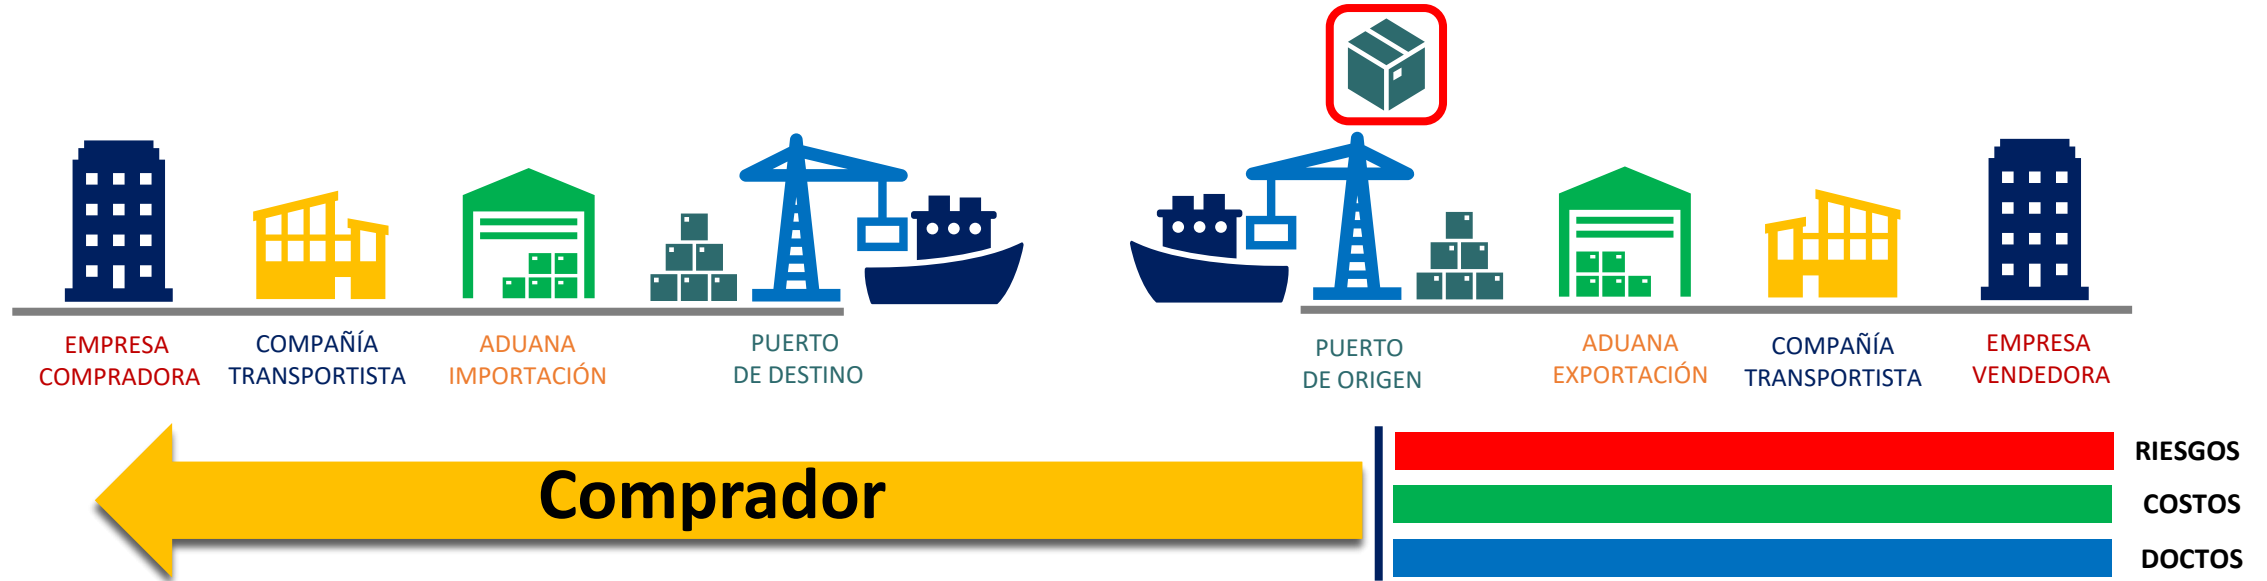 EMPRESA
COMPRADORA
COMPAÑÍA
TRANSPORTISTA
ADUANA
IMPORTACIÓN
PUERTO
DE DESTINO
PUERTO
DE ORIGEN
ADUANA
EXPORTACIÓN
COMPAÑÍA
TRANSPORTISTA
EMPRESA
VENDEDORA
Comprador
RIESGOS
COSTOS
DOCTOS